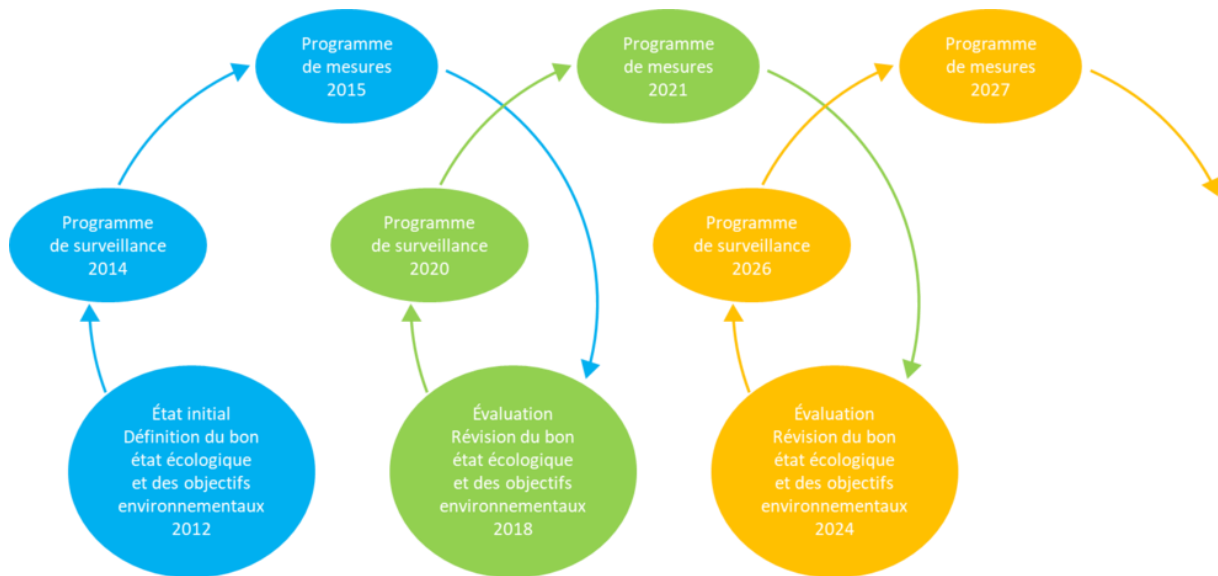 Programme
de mesures
2015
Programme
de mesures
2021
Programme
de mesures
2027
Programme
de surveillance
2014
Programme
de surveillance
2020
Programme
de surveillance
2026
État initial
Définition du bon
état écologique
et des objectifs
environnementaux
2012
Évaluation
Révision du bon
état écologique
et des objectifs
environnementaux
2018
Évaluation
Révision du bon
état écologique
et des objectifs
environnementaux
2024